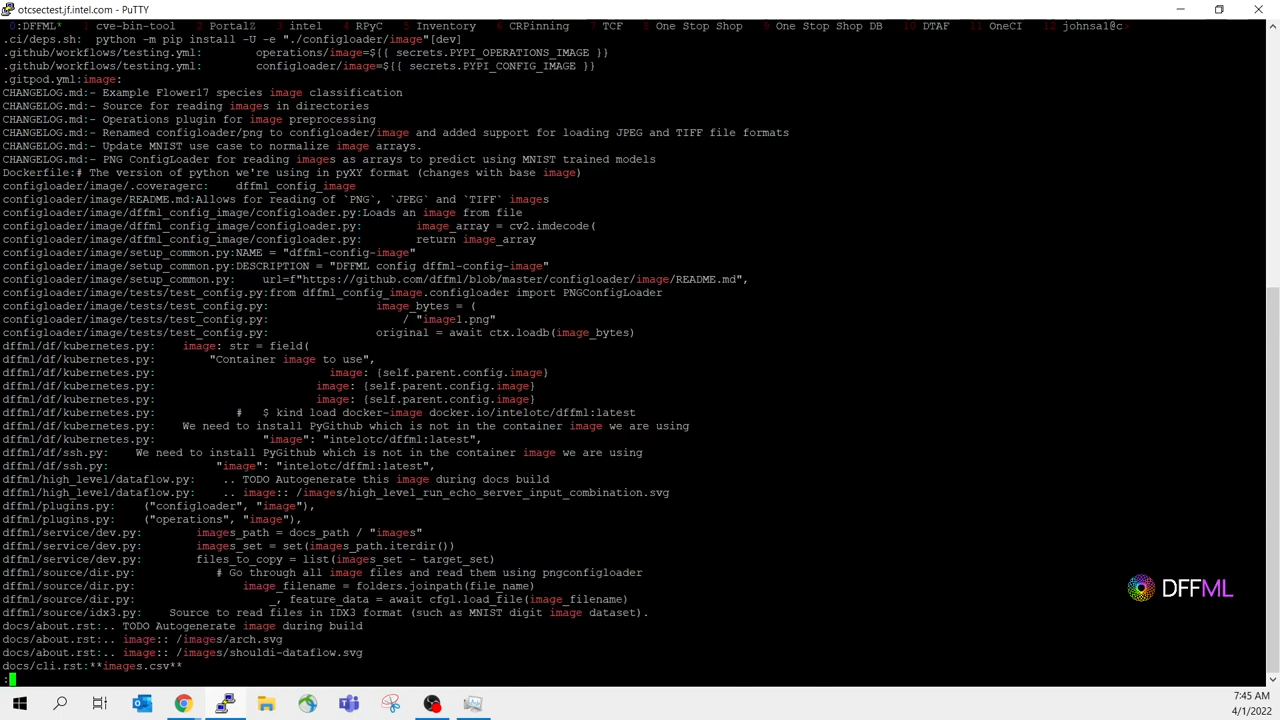 otcsectest.jf.intel.com - PuTTY
0:DFFML* 1 cve-bin-tool 2 PortalZ 3 intel 4 RPyC 5 Inventory 6 CRPinning 7 TCF 8 One Stop Shop 9 One Stop Shop DB 10 DTAF 11 OneCI 12 johnsa1@c>
.ci/deps.sh:  python -m pip install -U -e "./configloader/image"[dev]
.github/workflows/testing.yml:        operations/image=${{ secrets.PYPI_OPERATIONS_IMAGE }}
.github/workflows/testing.yml:        configloader/image=${{ secrets.PYPI_CONFIG_IMAGE }}
.gitpod.yml:image:
CHANGELOG.md:- Example Flower17 species image classification
CHANGELOG.md:- Source for reading images in directories
CHANGELOG.md:- Operations plugin for image preprocessing
CHANGELOG.md:- Renamed configloader/png to configloader/image and added support for loading JPEG and TIFF file formats
CHANGELOG.md:- Update MNIST use case to normalize image arrays.
CHANGELOG.md:- PNG ConfigLoader for reading images as arrays to predict using MNIST trained models
Dockerfile:# The version of python we're using in pyXY format (changes with base image)
configloader/image/.coveragerc:    dffml_config_image
configloader/image/README.md:Allows for reading of `PNG`, `JPEG` and `TIFF` images
configloader/image/dffml_config_image/configloader.py:Loads an image from file
configloader/image/dffml_config_image/configloader.py:        image_array = cv2.imdecode(
configloader/image/dffml_config_image/configloader.py:        return image_array
configloader/image/setup_common.py:NAME = "dffml-config-image"
configloader/image/setup_common.py:DESCRIPTION = "DFFML config dffml-config-image"
configloader/image/setup_common.py:    url=f"https://github.com/dffml/blob/master/configloader/image/README.md",
configloader/image/tests/test_config.py:from dffml_config_image.configloader import PNGConfigLoader
configloader/image/tests/test_config.py:                image_bytes = (
configloader/image/tests/test_config.py:                    / "image1.png"
configloader/image/tests/test_config.py:                original = await ctx.loadb(image_bytes)
dffml/df/kubernetes.py:    image: str = field(
dffml/df/kubernetes.py:        "Container image to use",
dffml/df/kubernetes.py:                          image: {self.parent.config.image}
dffml/df/kubernetes.py:                        image: {self.parent.config.image}
dffml/df/kubernetes.py:                        image: {self.parent.config.image}
dffml/df/kubernetes.py:            #   $ kind load docker-image docker.io/intelotc/dffml:latest
dffml/df/kubernetes.py:    We need to install PyGithub which is not in the container image we are using
dffml/df/kubernetes.py:                "image": "intelotc/dffml:latest",
dffml/df/ssh.py:    We need to install PyGithub which is not in the container image we are using
dffml/df/ssh.py:                "image": "intelotc/dffml:latest",
dffml/high_level/dataflow.py:    .. TODO Autogenerate this image during docs build
dffml/high_level/dataflow.py:    .. image:: /images/high_level_run_echo_server_input_combination.svg
dffml/plugins.py:    ("configloader", "image"),
dffml/plugins.py:    ("operations", "image"),
dffml/service/dev.py:        images_path = docs_path / "images"
dffml/service/dev.py:        images_set = set(images_path.iterdir())
dffml/service/dev.py:        files_to_copy = list(images_set - target_set)
dffml/source/dir.py:            # Go through all image files and read them using pngconfigloader
dffml/source/dir.py:                image_filename = folders.joinpath(file_name)
dffml/source/dir.py:                    _, feature_data = await cfgl.load_file(image_filename)
dffml/source/idx3.py:    Source to read files in IDX3 format (such as MNIST digit image dataset).
docs/about.rst:.. TODO Autogenerate image during build
docs/about.rst:.. image:: /images/arch.svg
docs/about.rst:.. image:: /images/shouldi-dataflow.svg
docs/cli.rst:**images.csv**
:
DFFML
7:45 AM
4/1/2022